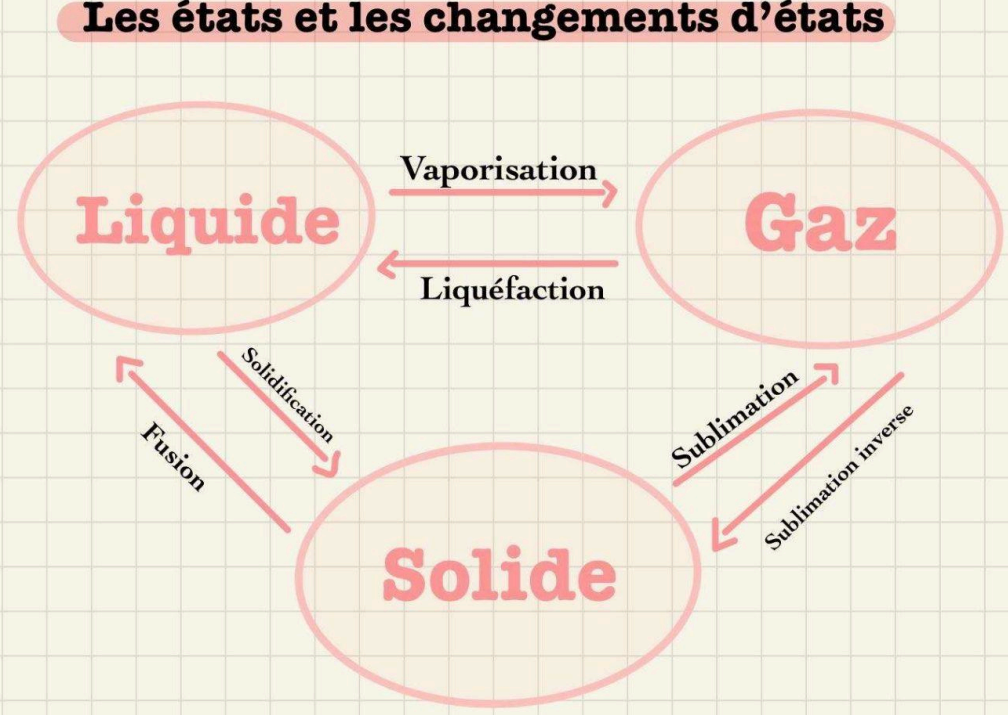 Les états et les changements d’états
Vaporisation
Liquide
Gaz
Liquéfaction
Solidification
Fusion
Sublimation
Sublimation inverse
Solide